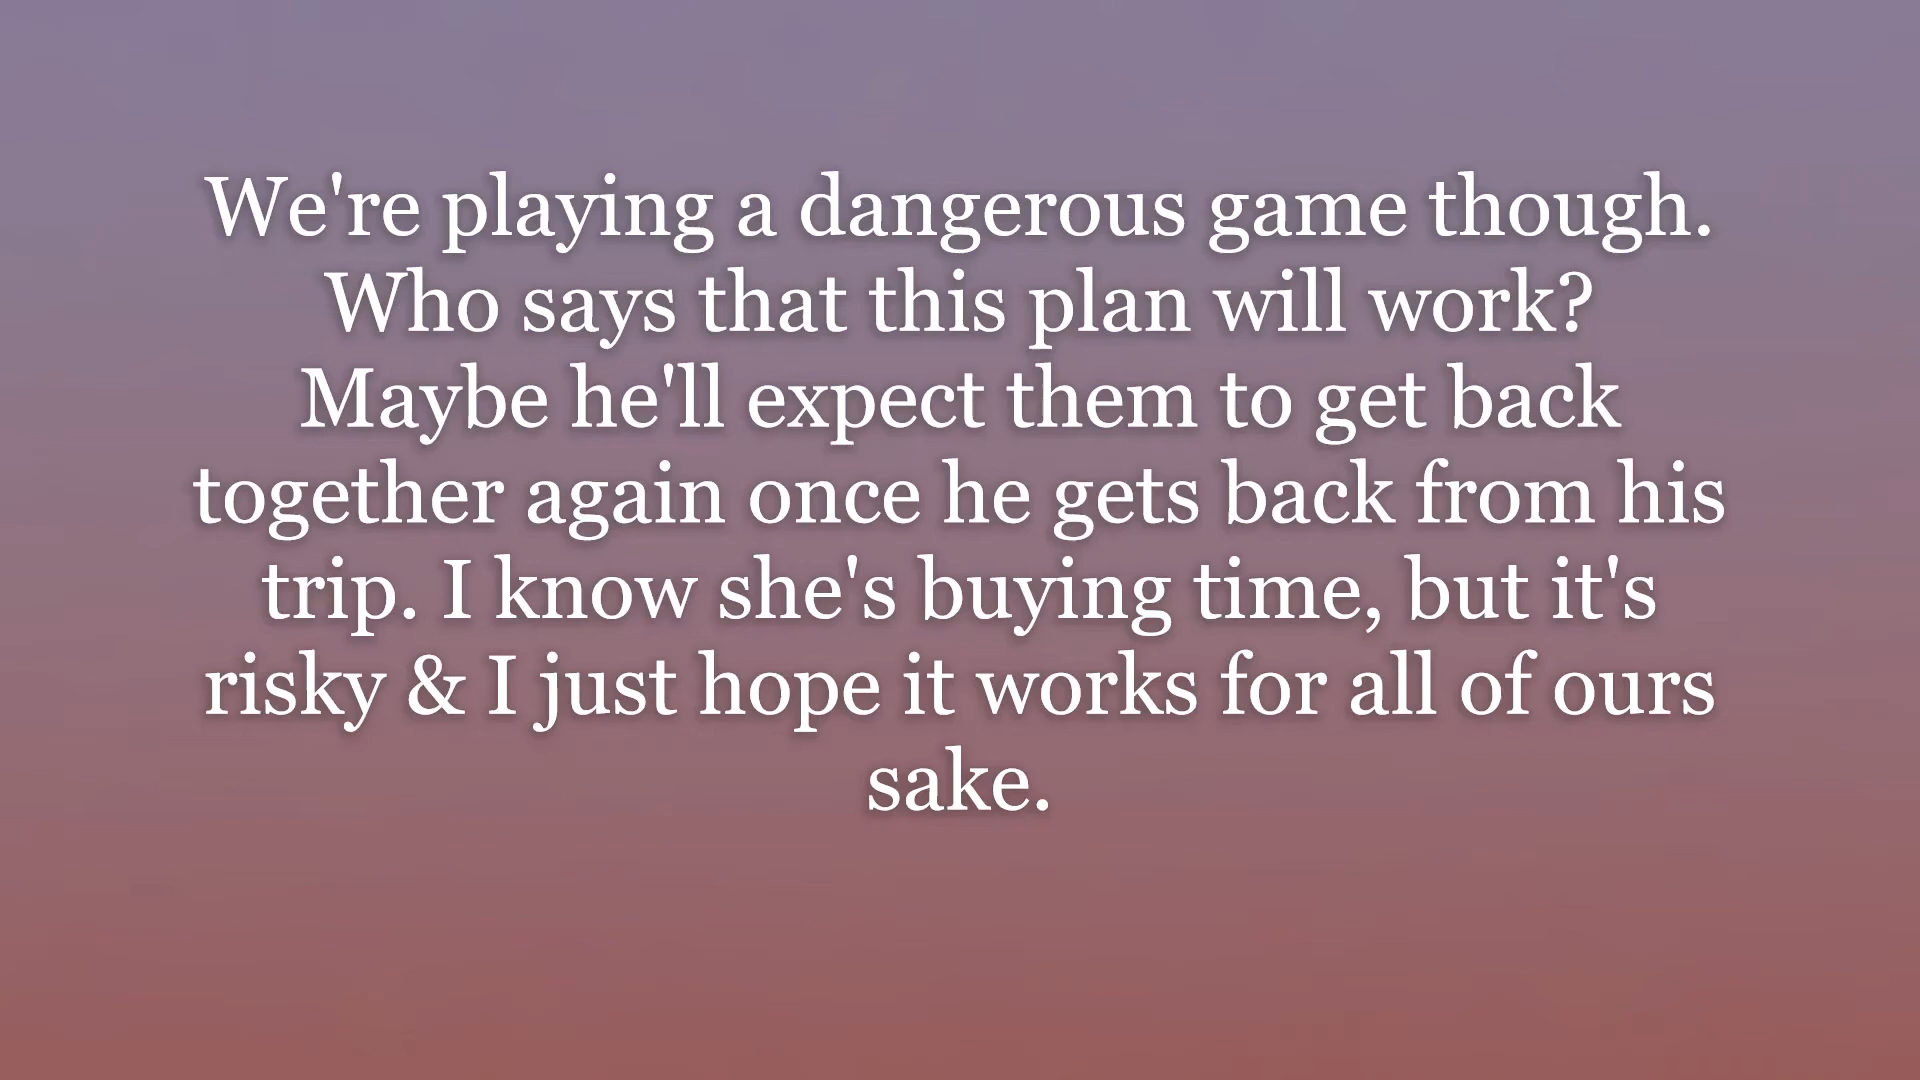 We're playing a dangerous game though.
Who says that this plan will work?
Maybe he'll expect them to get back
together again once he gets back from his
trip. I know she's buying time, but it's
risky & I just hope it works for all of ours
sake.